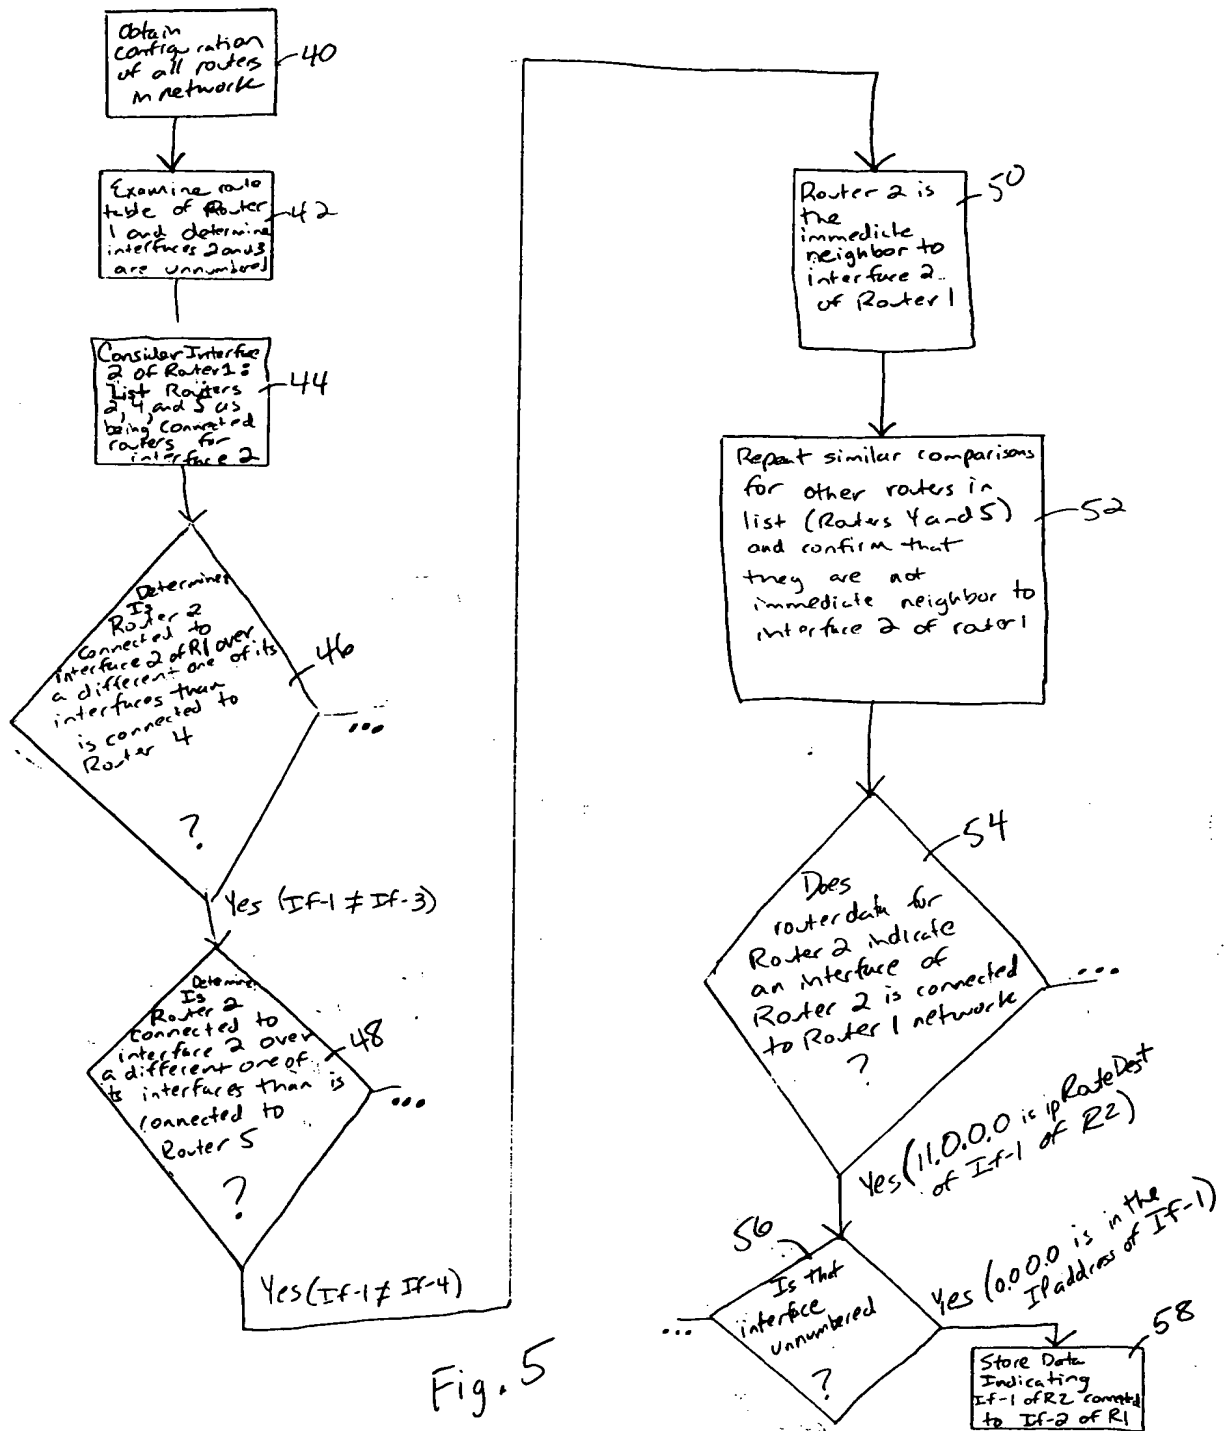 Obtain
configuration
of all routers
in network
40
Examine route
table of Router
1 and determine
interfaces 2 and 3
are unnumbered
42
Consider Interface
2 of Router 1:
List Routers
2, 4, and 5 as
being connected
routers for
interface 2
44
Determine
Is
Router 2
connected to
interface 2 of R1 over
a different one of its
interfaces than
is connected to
Router 4
?
46
...
Yes (If-1 ≠ If-3)
Determine
Is
Router 2
connected to
interface 2 over
a different one of
its interfaces than is
connected to
Router 5
?
48
...
Yes (If-1 ≠ If-4)
Router 2 is
the
immediate
neighbor to
interface 2
of Router 1
50
Repeat similar comparisons
for other routers in
list (Routers 4 and 5)
and confirm that
they are not
immediate neighbor to
interface 2 of router 1
52
Does
router data for
Router 2 indicate
an interface of
Router 2 is connected
to Router 1 network
?
54
...
Yes (11.0.0.0 is ipRouteDest
of If-1 of R2)
56
Is that
interface
unnumbered
?
...
Yes (0.0.0.0 is in the
IP address of If-1)
58
Store Data
Indicating
If-1 of R2 connected
to If-2 of R1
Fig. 5